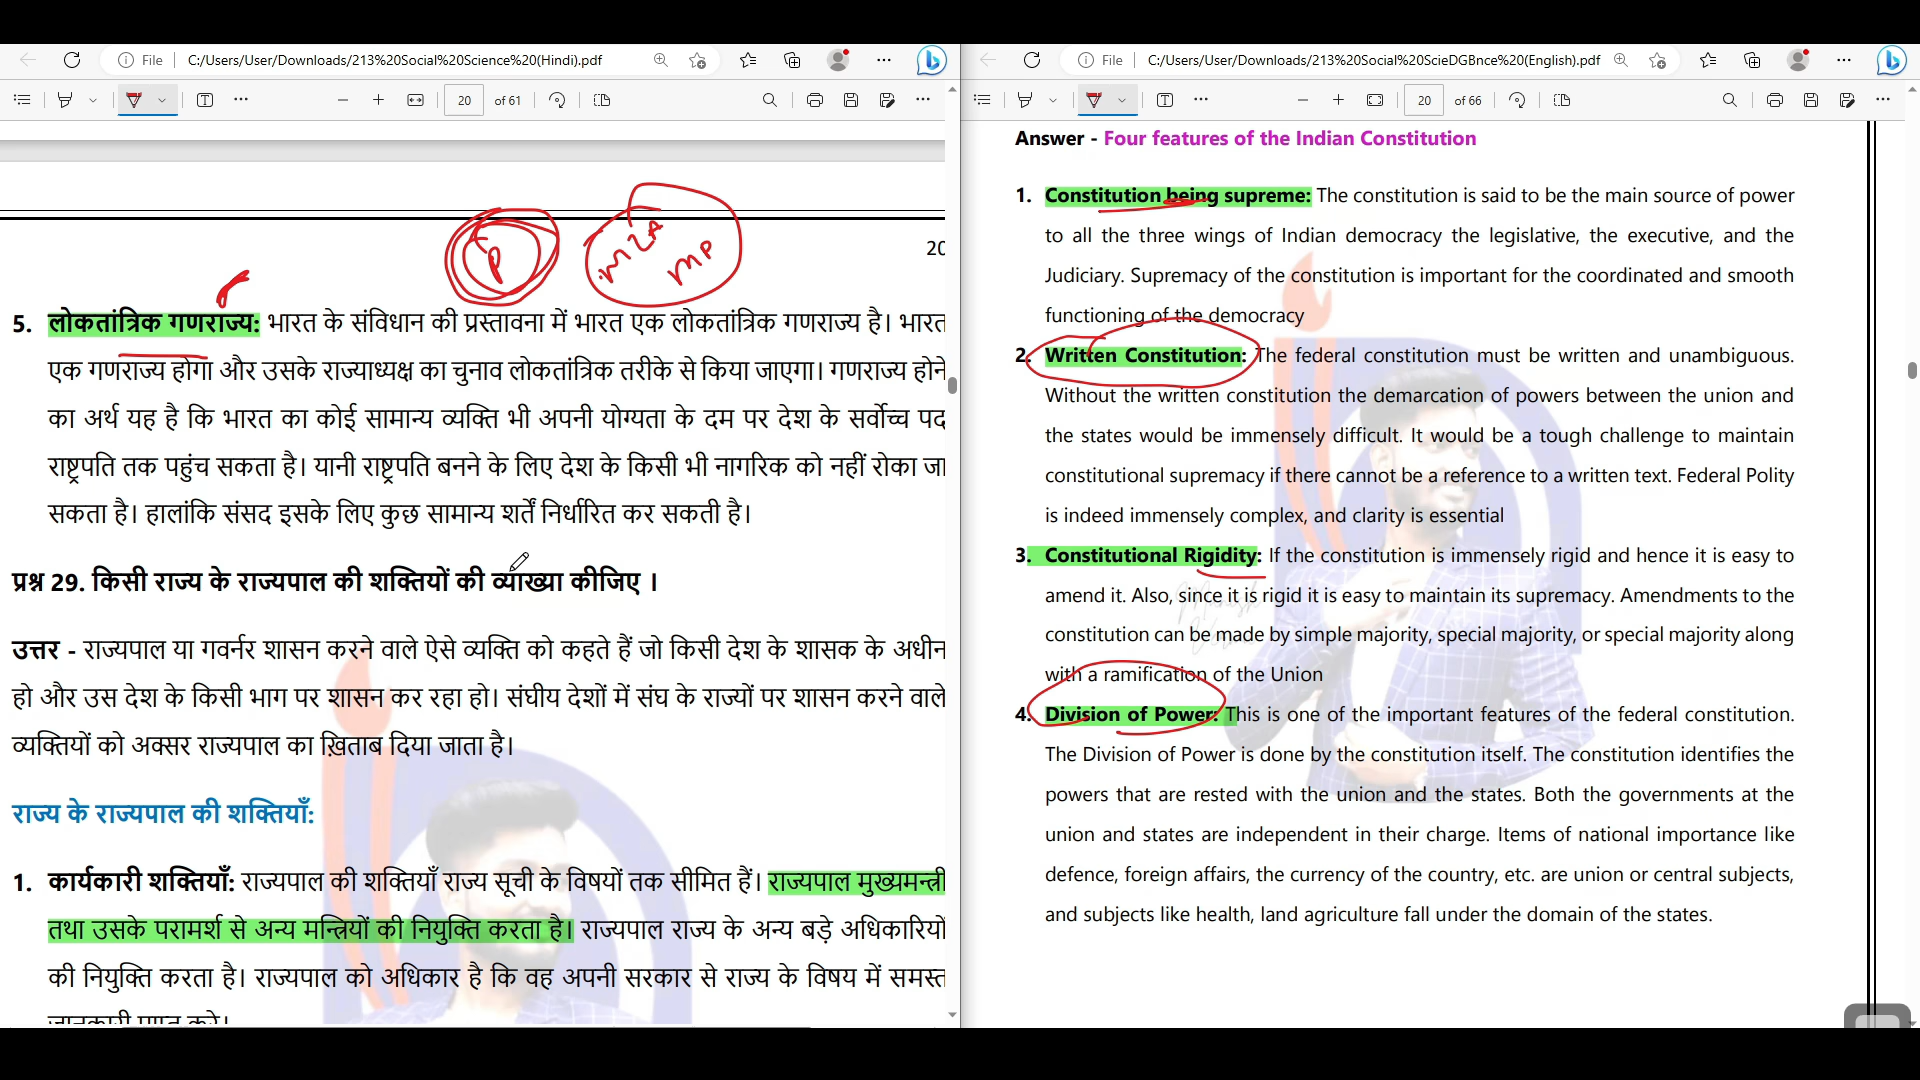 File C:/Users/User/Downloads/213%20Social%20Science%20(Hindi).pdf
20 of 61
20
P
MLA
MP
5. लोकतांत्रिक गणराज्य: भारत के संविधान की प्रस्तावना में भारत एक लोकतांत्रिक गणराज्य है। भारत
एक गणराज्य होगा और उसके राज्याध्यक्ष का चुनाव लोकतांत्रिक तरीके से किया जाएगा। गणराज्य होने
का अर्थ यह है कि भारत का कोई सामान्य व्यक्ति भी अपनी योग्यता के दम पर देश के सर्वोच्च पद
राष्ट्रपति तक पहुंच सकता है। यानी राष्ट्रपति बनने के लिए देश के किसी भी नागरिक को नहीं रोका जा
सकता है। हालांकि संसद इसके लिए कुछ सामान्य शर्तें निर्धारित कर सकती है।
प्रश्न 29. किसी राज्य के राज्यपाल की शक्तियों की व्याख्या कीजिए ।
उत्तर - राज्यपाल या गवर्नर शासन करने वाले ऐसे व्यक्ति को कहते हैं जो किसी देश के शासक के अधीन
हो और उस देश के किसी भाग पर शासन कर रहा हो। संघीय देशों में संघ के राज्यों पर शासन करने वाले
व्यक्तियों को अक्सर राज्यपाल का ख़िताब दिया जाता है।
राज्य के राज्यपाल की शक्तियाँ:
1. कार्यकारी शक्तियाँ: राज्यपाल की शक्तियाँ राज्य सूची के विषयों तक सीमित हैं। राज्यपाल मुख्यमन्त्री
तथा उसके परामर्श से अन्य मन्त्रियों की नियुक्ति करता है। राज्यपाल राज्य के अन्य बड़े अधिकारियों
की नियुक्ति करता है। राज्यपाल को अधिकार है कि वह अपनी सरकार से राज्य के विषय में समस्त
File C:/Users/User/Downloads/213%20Social%20ScieDGBnce%20(English).pdf
20 of 66
Answer - Four features of the Indian Constitution
1. Constitution being supreme: The constitution is said to be the main source of power
to all the three wings of Indian democracy the legislative, the executive, and the
Judiciary. Supremacy of the constitution is important for the coordinated and smooth
functioning of the democracy
2. Written Constitution: The federal constitution must be written and unambiguous.
Without the written constitution the demarcation of powers between the union and
the states would be immensely difficult. It would be a tough challenge to maintain
constitutional supremacy if there cannot be a reference to a written text. Federal Polity
is indeed immensely complex, and clarity is essential
3. Constitutional Rigidity: If the constitution is immensely rigid and hence it is easy to
amend it. Also, since it is rigid it is easy to maintain its supremacy. Amendments to the
constitution can be made by simple majority, special majority, or special majority along
with a ramification of the Union
4. Division of Power: This is one of the important features of the federal constitution.
The Division of Power is done by the constitution itself. The constitution identifies the
powers that are rested with the union and the states. Both the governments at the
union and states are independent in their charge. Items of national importance like
defence, foreign affairs, the currency of the country, etc. are union or central subjects,
and subjects like health, land agriculture fall under the domain of the states.